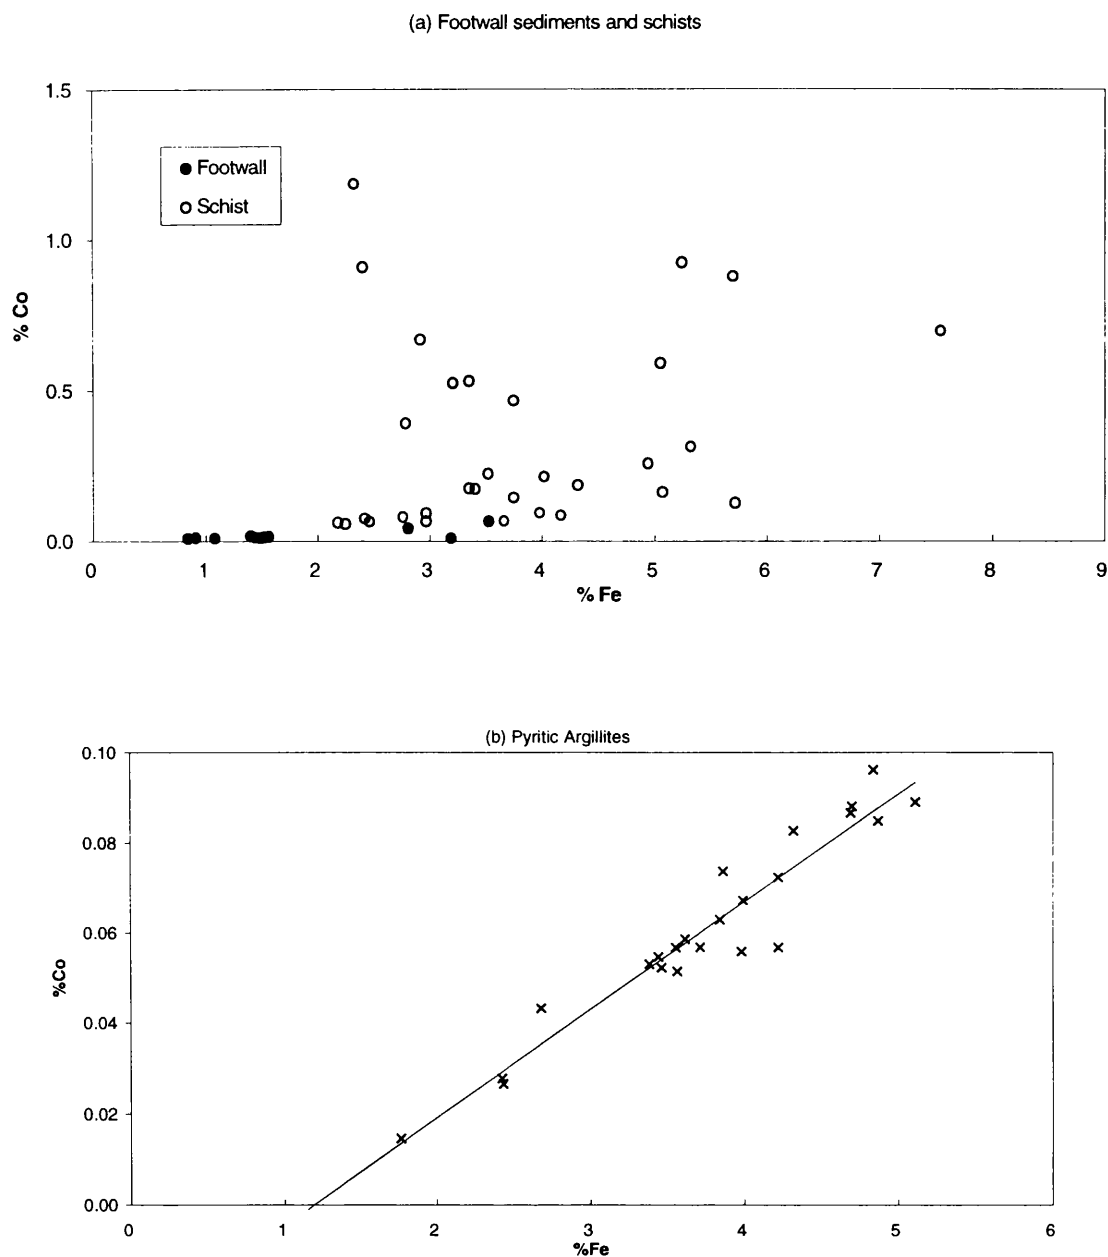 (a) Footwall sediments and schists
1.5
Footwall
Schist
1.0
% Co
0.5
0.0
0 1 2 3 4 5 6 7 8 9
% Fe
(b) Pyritic Argillites
0.10
0.08
0.06
%Co
0.04
0.02
0.00
0 1 2 3 4 5 6
%Fe